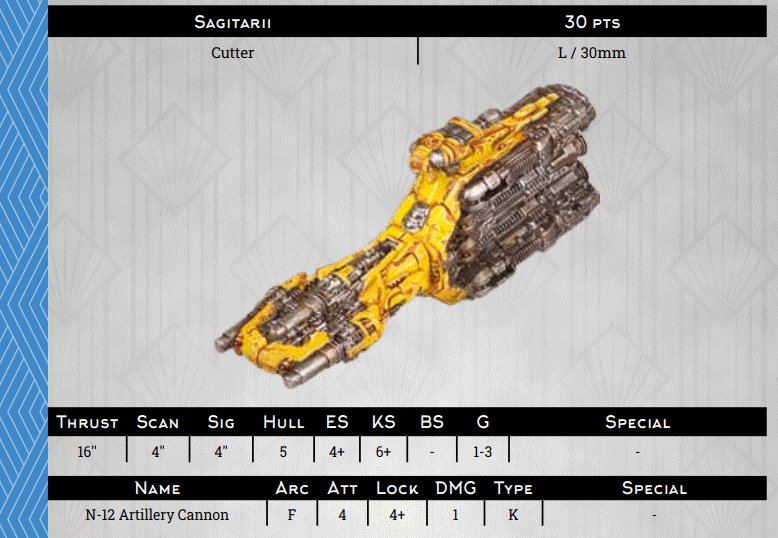 Sagitarii 30 pts
Cutter L / 30mm
Thrust Scan Sig Hull ES KS BS G Special
16" 4" 4" 5 4+ 6+ - 1-3 -
Name Arc Att Lock DMG Type Special
N-12 Artillery Cannon F 4 4+ 1 K -